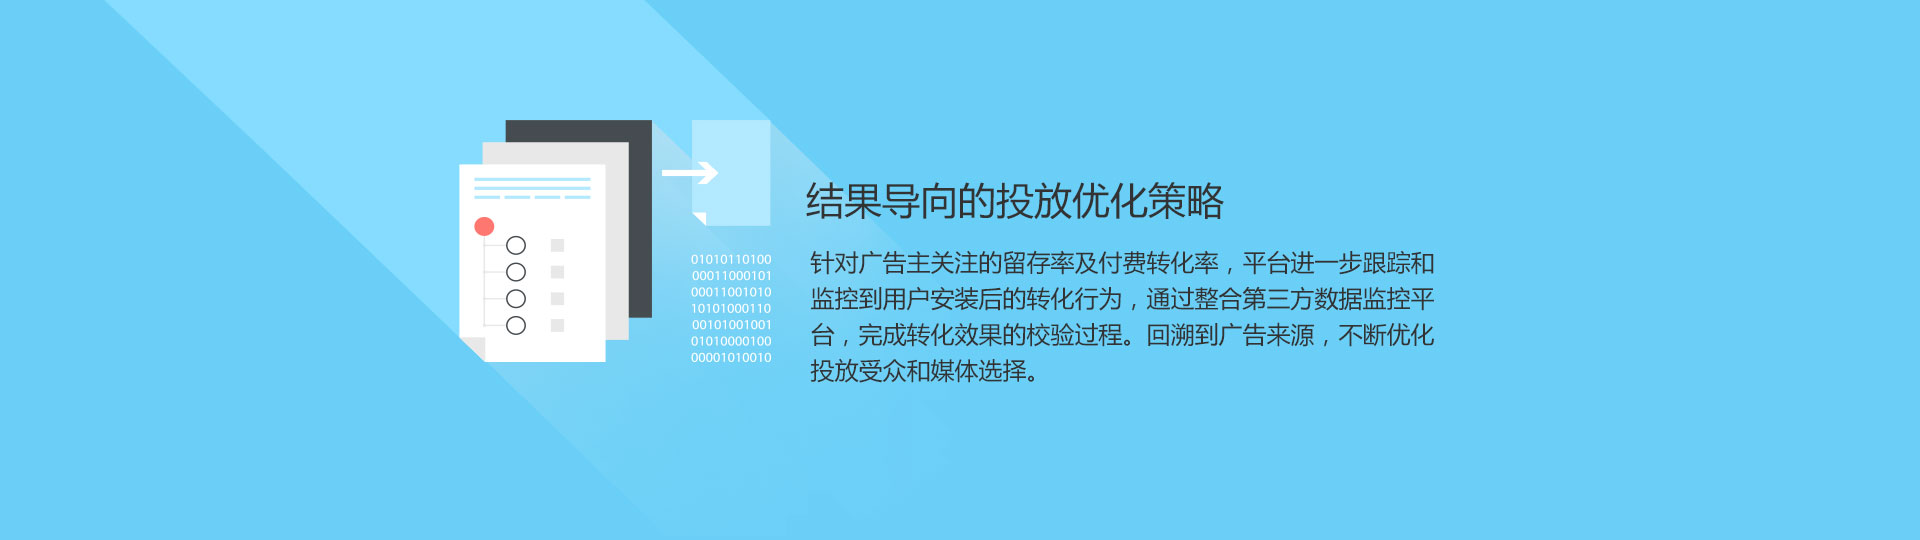 结果导向的投放优化策略
针对广告主关注的留存率及付费转化率，平台进一步跟踪和
监控到用户安装后的转化行为，通过整合第三方数据监控平
台，完成转化效果的校验过程。回溯到广告来源，不断优化
投放受众和媒体选择。
01010110100
00011000101
00011001010
10101000110
00101001001
01010000100
00001010010